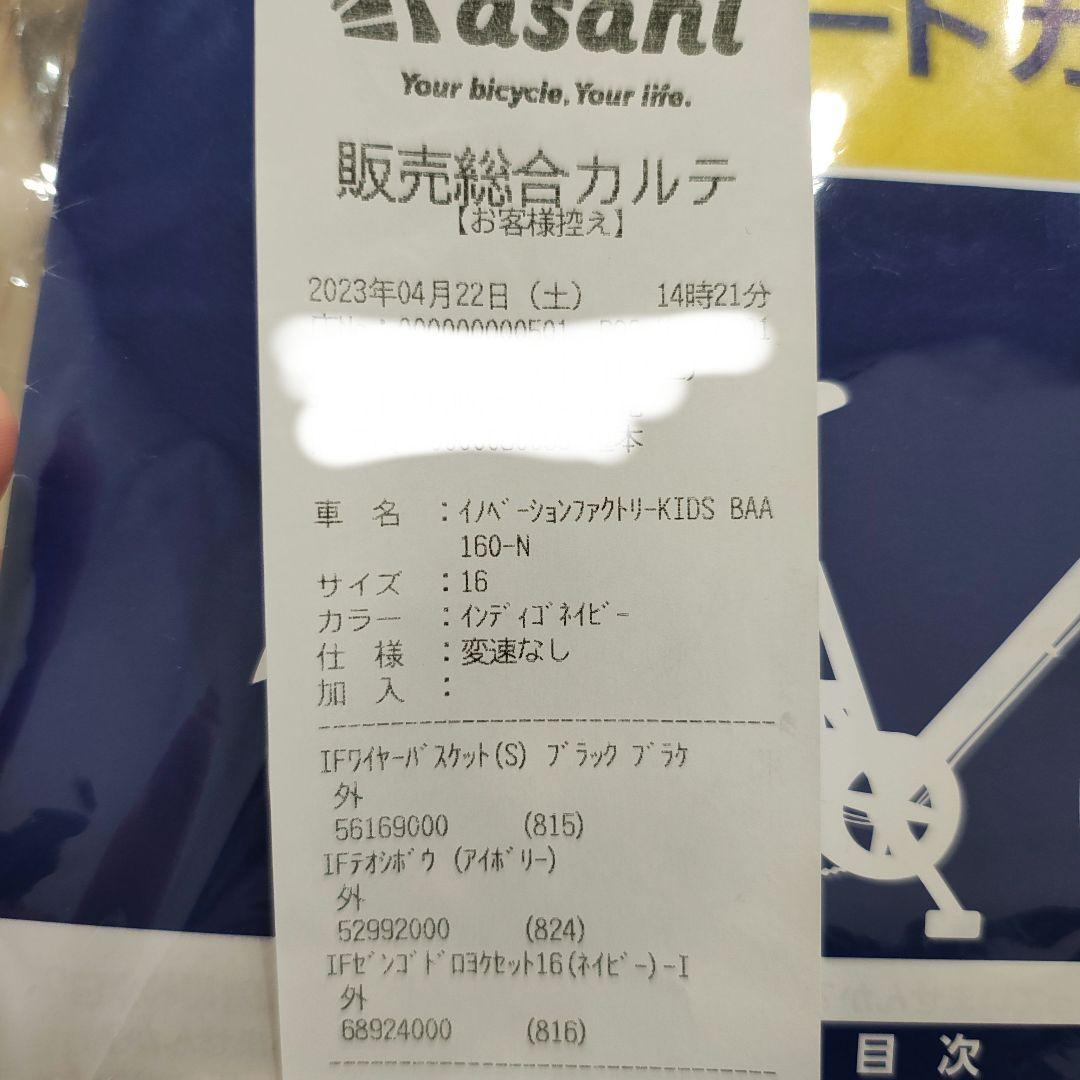 asahi
Your bicycle, Your life.
販売総合カルテ
【お客様控え】
2023年04月22日（土） 14時21分
車 名 :ｲﾉﾍﾞｰｼｮﾝﾌｧｸﾄﾘｰKIDS BAA
160-N
サイズ :16
カラー :ｲﾝﾃﾞｨｺﾞﾈｲﾋﾞｰ
仕 様 :変速なし
加 入 :
IFﾜｲﾔｰﾊﾞｽｹｯﾄ(S) ﾌﾞﾗｯｸ ﾌﾞﾗｹ
外
56169000 (815)
IFﾃｵｼﾎﾞｳ (ｱｲﾎﾞﾘｰ)
外
52992000 (824)
IFｾﾞﾝｺﾞﾄﾞﾛﾖｹｾｯﾄ16(ﾈｲﾋﾞｰ)-I
外
68924000 (816)
ート
目 次